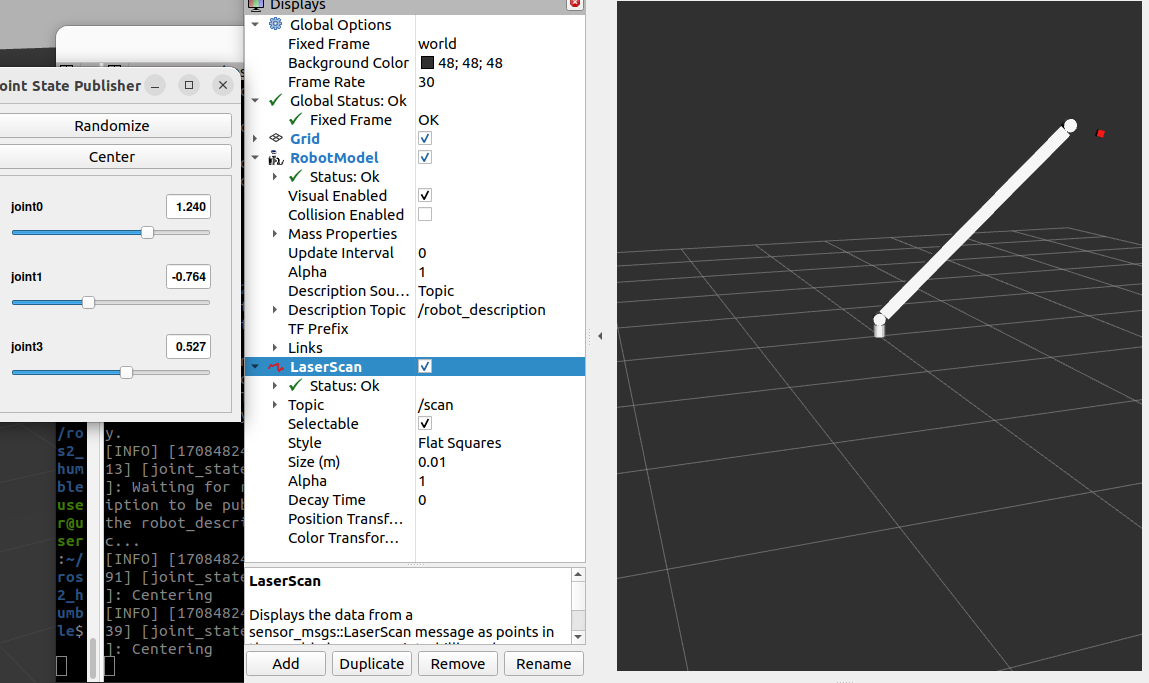 Displays
Global Options
Fixed Frame world
Background Color 48; 48; 48
Frame Rate 30
Global Status: Ok
Fixed Frame OK
Grid
RobotModel
Status: Ok
Visual Enabled
Collision Enabled
Mass Properties
Update Interval 0
Alpha 1
Description Sou... Topic
Description Topic /robot_description
TF Prefix
Links
LaserScan
Status: Ok
Topic /scan
Selectable
Style Flat Squares
Size (m) 0.01
Alpha 1
Decay Time 0
Position Transf...
Color Transfor...
LaserScan
Displays the data from a
sensor_msgs::LaserScan message as points in
Add Duplicate Remove Rename
oint State Publisher
Randomize
Center
joint0 1.240
joint1 -0.764
joint3 0.527
/ro
s2_
hum
ble
use
r@u
ser
:~/
ros
2_h
umb
le$
y.
[INFO] [17084824
13] [joint_state
]: Waiting for r
iption to be pub
the robot_descri
c...
[INFO] [17084824
91] [joint_state
]: Centering
[INFO] [17084824
39] [joint_state
]: Centering